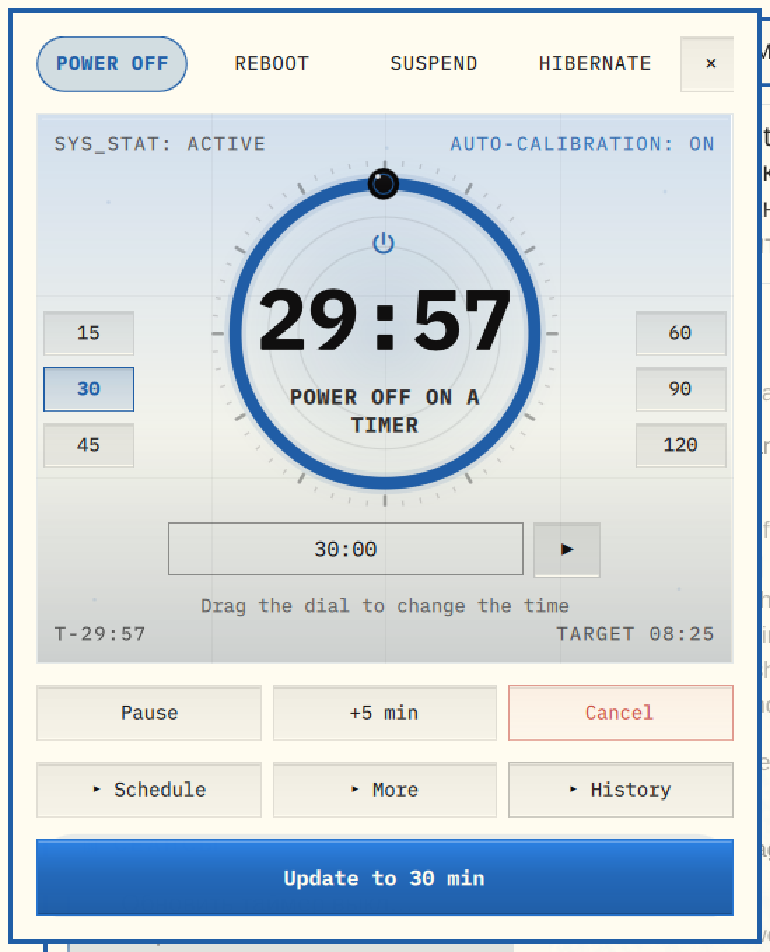 POWER OFF REBOOT SUSPEND HIBERNATE ×
SYS_STAT: ACTIVE AUTO-CALIBRATION: ON
29:57
POWER OFF ON A
TIMER
15 60
30 90
45 120
30:00 ►
Drag the dial to change the time
T-29:57 TARGET 08:25
Pause +5 min Cancel
▸ Schedule ▸ More ▸ History
Update to 30 min